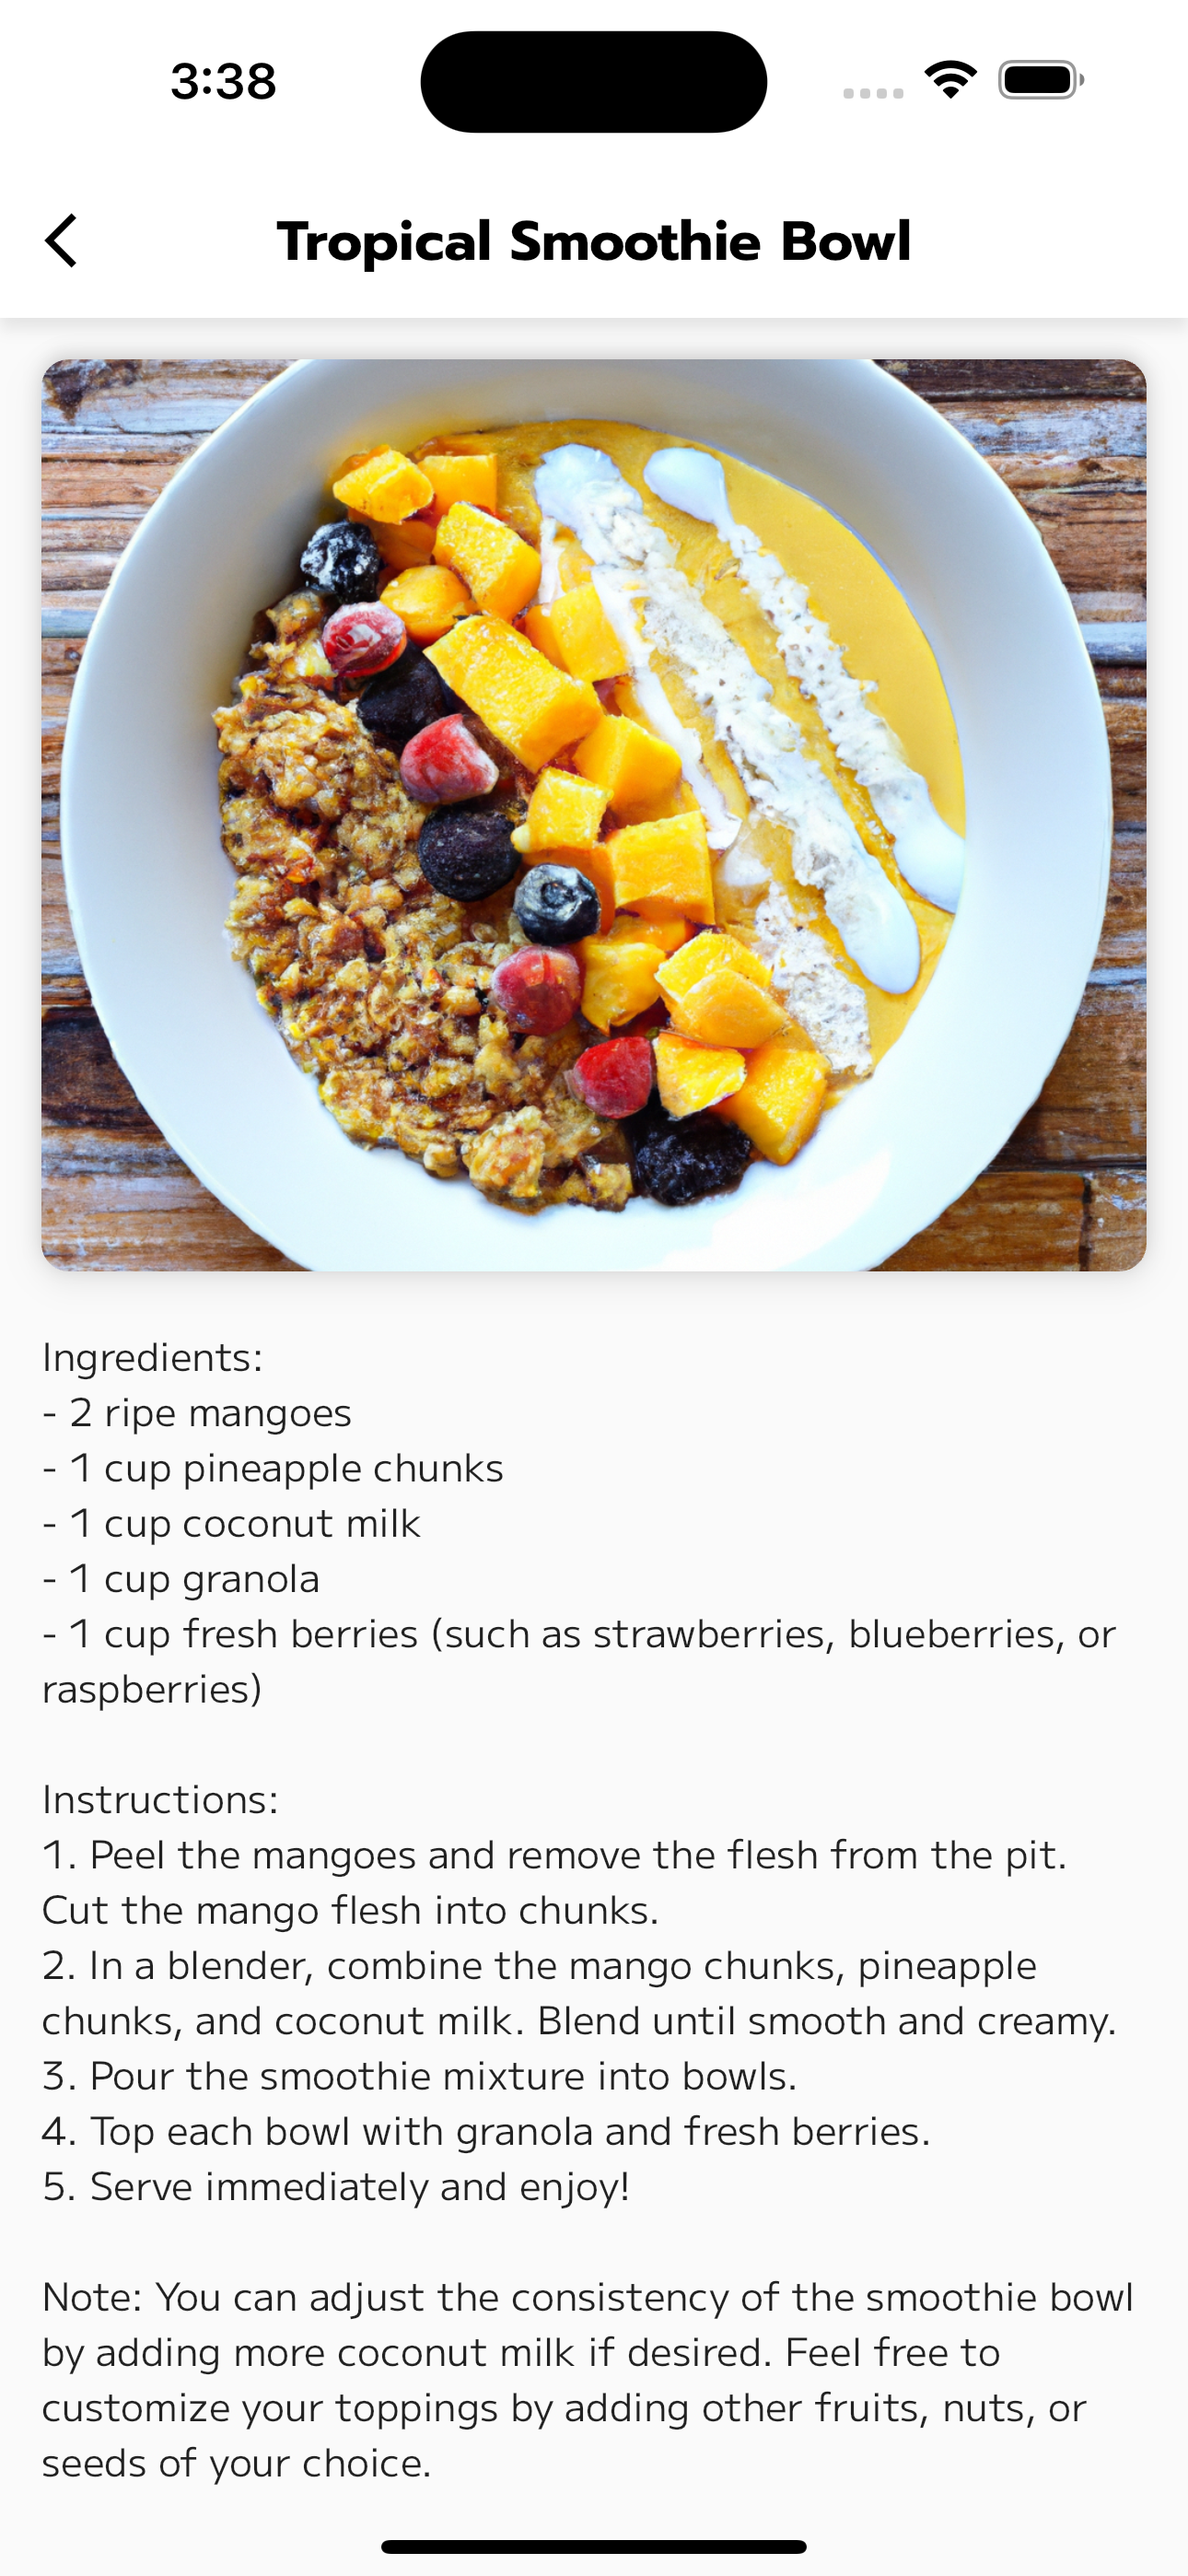 3:38
Tropical Smoothie Bowl
Ingredients:
- 2 ripe mangoes
- 1 cup pineapple chunks
- 1 cup coconut milk
- 1 cup granola
- 1 cup fresh berries (such as strawberries, blueberries, or
raspberries)
Instructions:
1. Peel the mangoes and remove the flesh from the pit.
Cut the mango flesh into chunks.
2. In a blender, combine the mango chunks, pineapple
chunks, and coconut milk. Blend until smooth and creamy.
3. Pour the smoothie mixture into bowls.
4. Top each bowl with granola and fresh berries.
5. Serve immediately and enjoy!
Note: You can adjust the consistency of the smoothie bowl
by adding more coconut milk if desired. Feel free to
customize your toppings by adding other fruits, nuts, or
seeds of your choice.